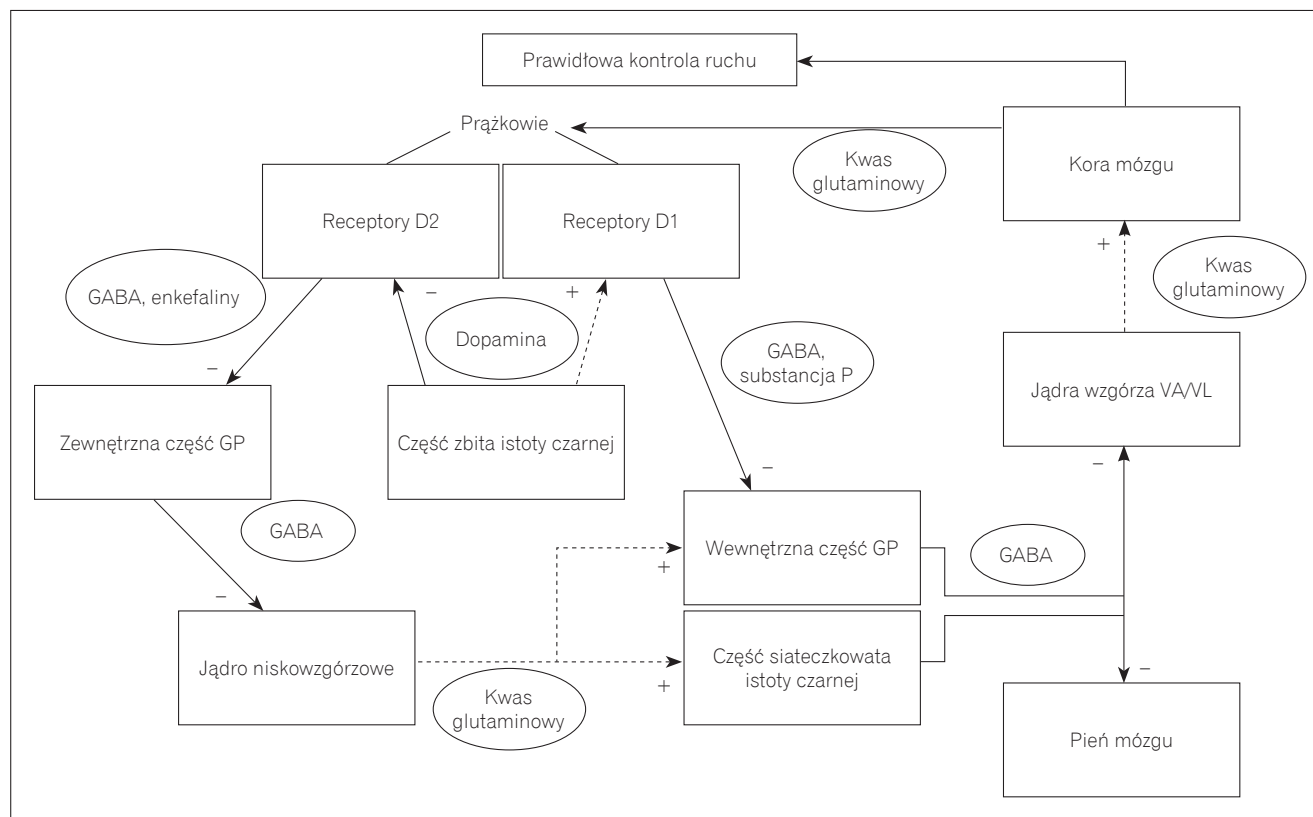 Prawidłowa kontrola ruchu
Prążkowie
Kwas
glutaminowy
Kora mózgu
Receptory D2
Receptory D1
+
Kwas
glutaminowy
GABA, enkefaliny
–
+
Dopamina
GABA,
substancja P
Jądra wzgórza VA/VL
–
Zewnętrzna część GP
Część zbita istoty czarnej
–
–
GABA
Wewnętrzna część GP
GABA
+
–
Jądro niskowzgórzowe
Część siateczkowata
istoty czarnej
+
–
Kwas
glutaminowy
Pień mózgu